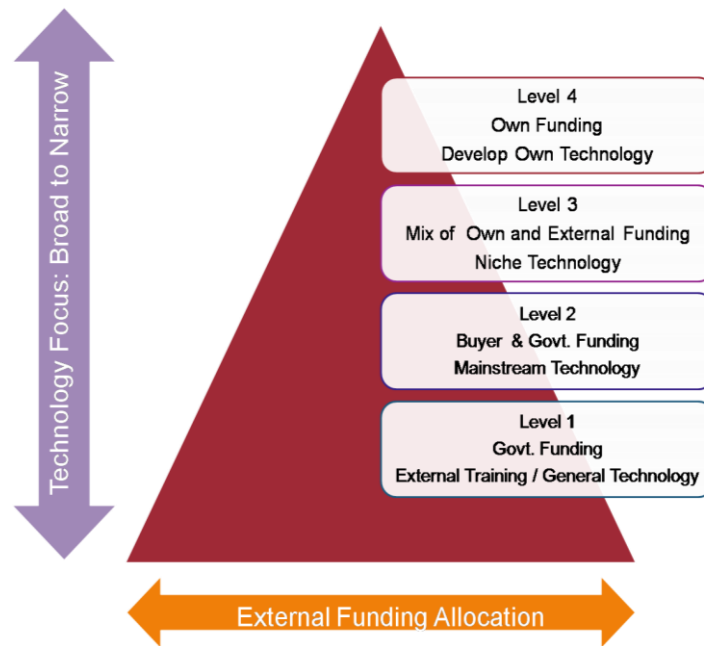 Technology Focus: Broad to Narrow
Level 4
Own Funding
Develop Own Technology
Level 3
Mix of Own and External Funding
Niche Technology
Level 2
Buyer & Govt. Funding
Mainstream Technology
Level 1
Govt. Funding
External Training / General Technology
External Funding Allocation